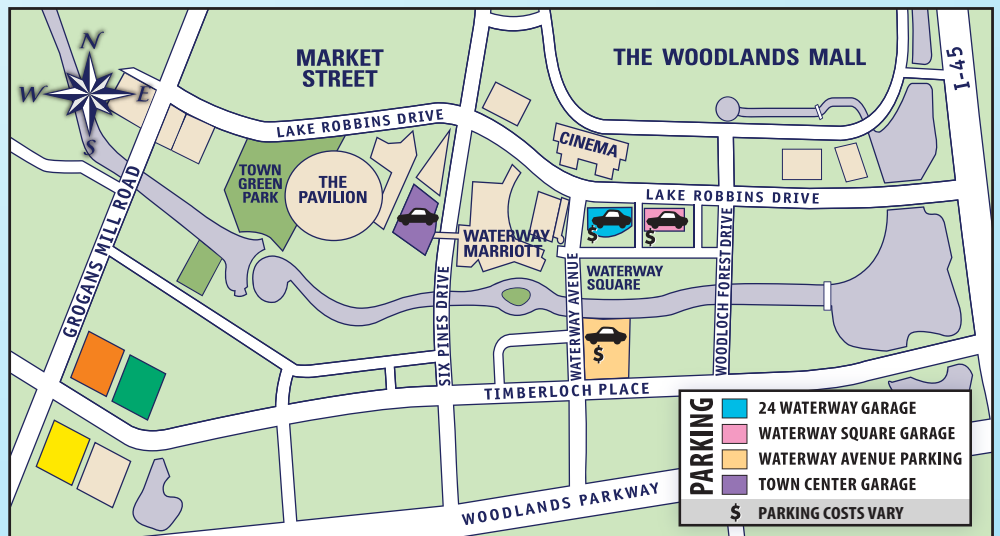 N
W
E
S
MARKET
STREET
THE WOODLANDS MALL
I-45
LAKE ROBBINS DRIVE
CINEMA
TOWN
GREEN
PARK
THE
PAVILION
LAKE ROBBINS DRIVE
GROGANS MILL ROAD
$
$
WATERWAY
MARRIOTT
WATERWAY
SQUARE
SIX PINES DRIVE
WATERWAY AVENUE
WOODLOCH FOREST DRIVE
$
TIMBERLOCH PLACE
WOODLANDS PARKWAY
PARKING
24 WATERWAY GARAGE
WATERWAY SQUARE GARAGE
WATERWAY AVENUE PARKING
TOWN CENTER GARAGE
$ PARKING COSTS VARY